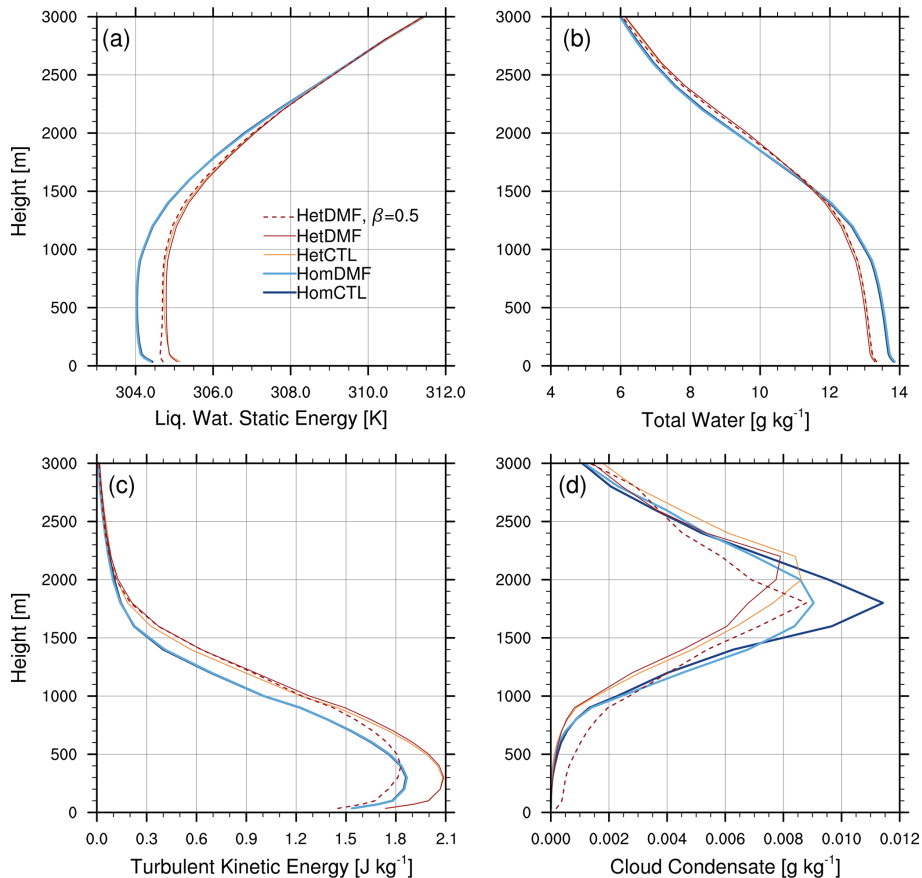 (a)
3000
2500
2000
1500
1000
500
0
Height [m]
304.0 306.0 308.0 310.0 312.0
Liq. Wat. Static Energy [K]
HetDMF, β=0.5
HetDMF
HetCTL
HomDMF
HomCTL
(b)
3000
2500
2000
1500
1000
500
0
4 6 8 10 12 14
Total Water [g kg⁻¹]
(c)
3000
2500
2000
1500
1000
500
0
Height [m]
0.0 0.3 0.6 0.9 1.2 1.5 1.8 2.1
Turbulent Kinetic Energy [J kg⁻¹]
(d)
3000
2500
2000
1500
1000
500
0
0.000 0.002 0.004 0.006 0.008 0.010 0.012
Cloud Condensate [g kg⁻¹]